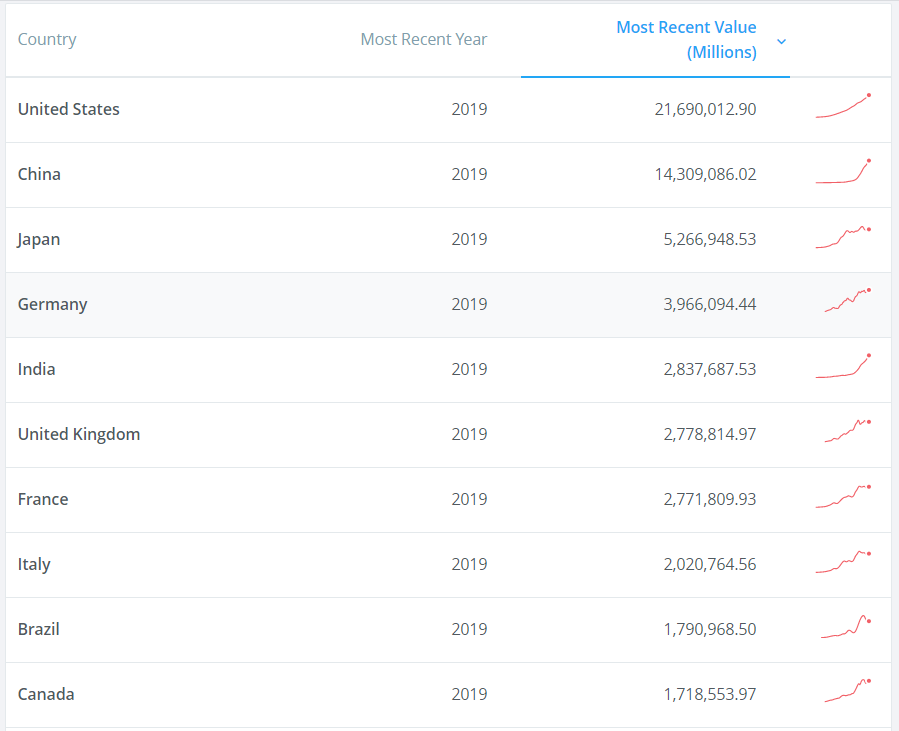 Country Most Recent Year Most Recent Value
(Millions)
United States 2019 21,690,012.90
China 2019 14,309,086.02
Japan 2019 5,266,948.53
Germany 2019 3,966,094.44
India 2019 2,837,687.53
United Kingdom 2019 2,778,814.97
France 2019 2,771,809.93
Italy 2019 2,020,764.56
Brazil 2019 1,790,968.50
Canada 2019 1,718,553.97